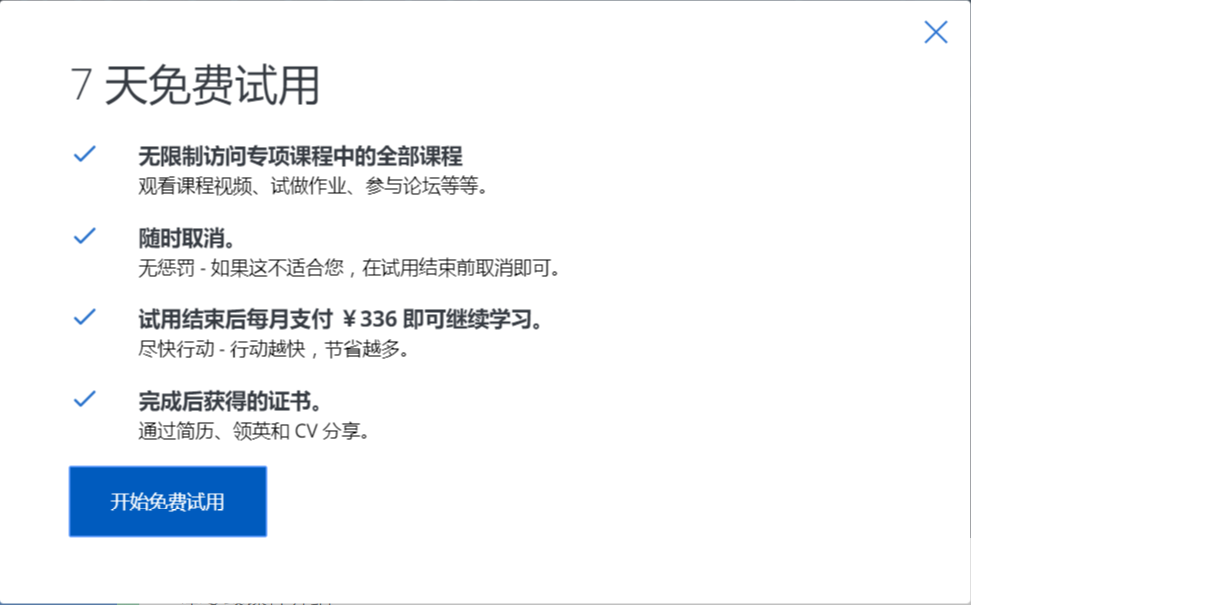 7 天免费试用
无限制访问专项课程中的全部课程
观看课程视频、试做作业、参与论坛等等。
随时取消。
无惩罚 - 如果这不适合您，在试用结束前取消即可。
试用结束后每月支付 ￥336 即可继续学习。
尽快行动 - 行动越快，节省越多。
完成后获得的证书。
通过简历、领英和 CV 分享。
开始免费试用